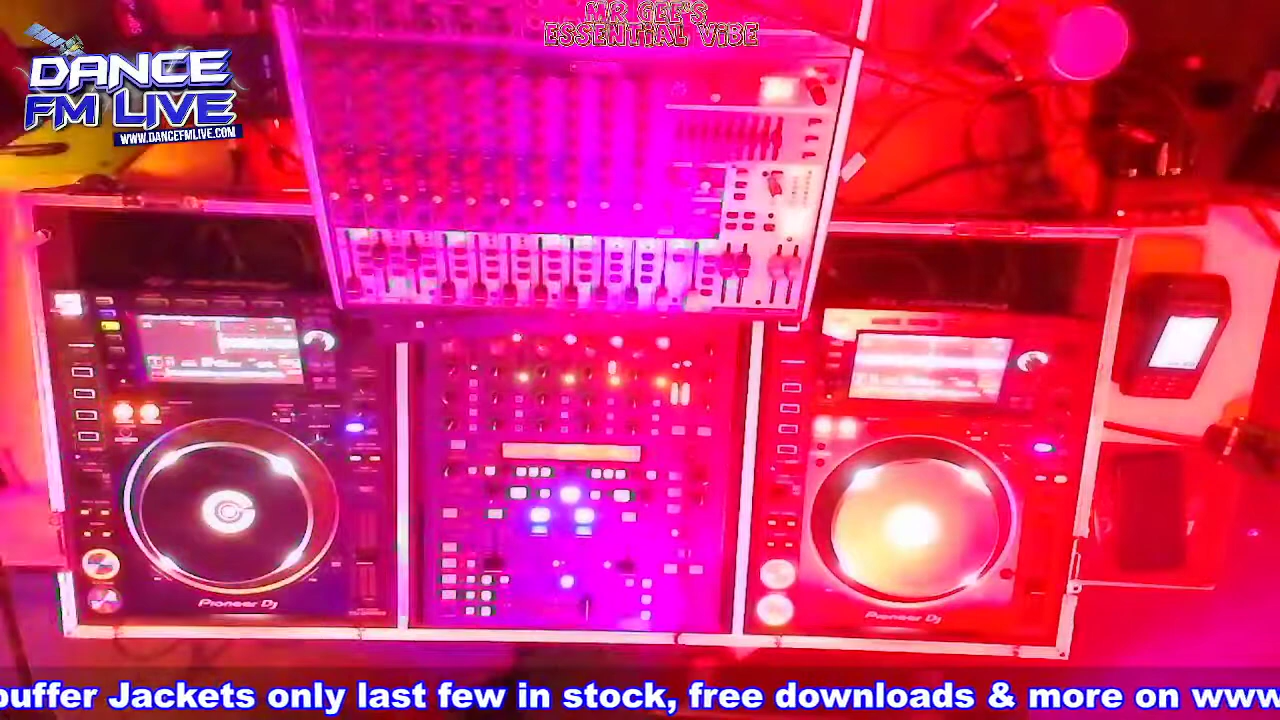 MR GEE'S
ESSENTIAL VIBE
DANCE
FM LIVE
WWW.DANCEFMLIVE.COM
Pioneer Dj
Pioneer Dj
puffer Jackets only last few in stock, free downloads & more on www